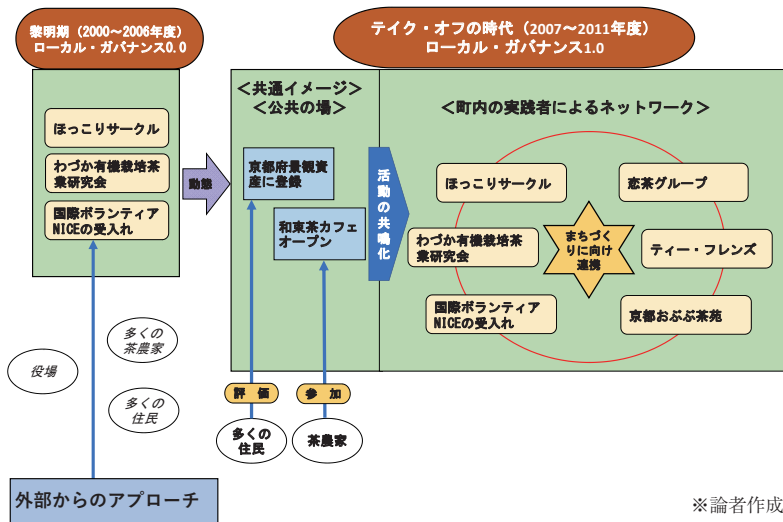 黎明期（2000～2006年度）
ローカル・ガバナンス0.0
テイク・オフの時代（2007～2011年度）
ローカル・ガバナンス1.0
ほっこりサークル
わづか有機栽培茶
業研究会
国際ボランティア
NICEの受入れ
動態
＜共通イメージ＞
＜公共の場＞
京都府景観資
産に登録
和束茶カフェ
オープン
活動の共鳴化
＜町内の実践者によるネットワーク＞
ほっこりサークル
恋茶グループ
わづか有機栽培茶
業研究会
まちづく
りに向け
連携
ティー・フレンズ
国際ボランティア
NICEの受入れ
京都おぶぶ茶苑
役場
多くの
茶農家
多くの
住民
評　価
参　加
多くの
住民
茶農家
外部からのアプローチ
※論者作成